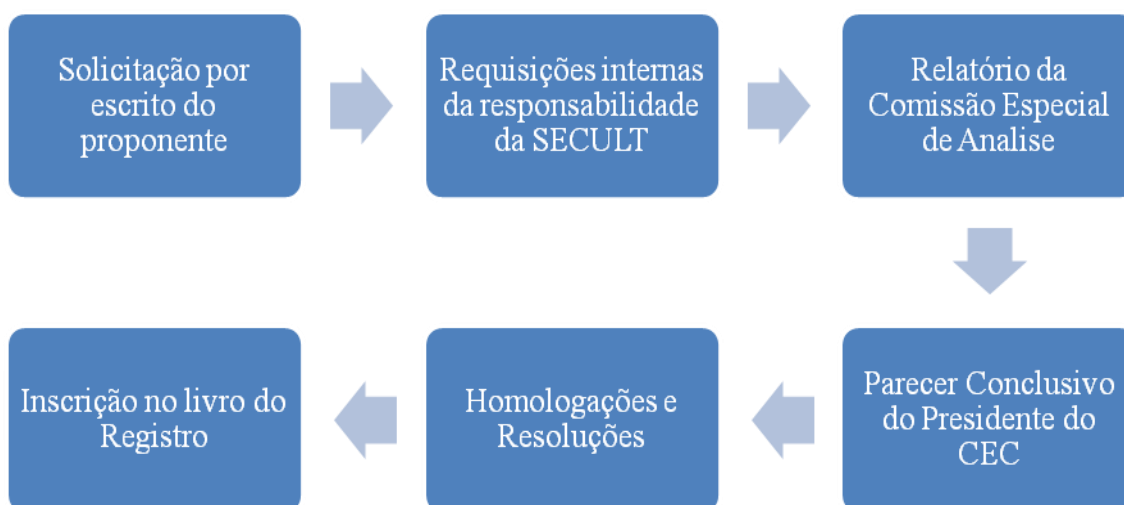 Solicitação por
escrito do
proponente
Requisições internas
da responsabilidade
da SECULT
Relatório da
Comissão Especial
de Analise
Parecer Conclusivo
do Presidente do
CEC
Homologações e
Resoluções
Inscrição no livro do
Registro